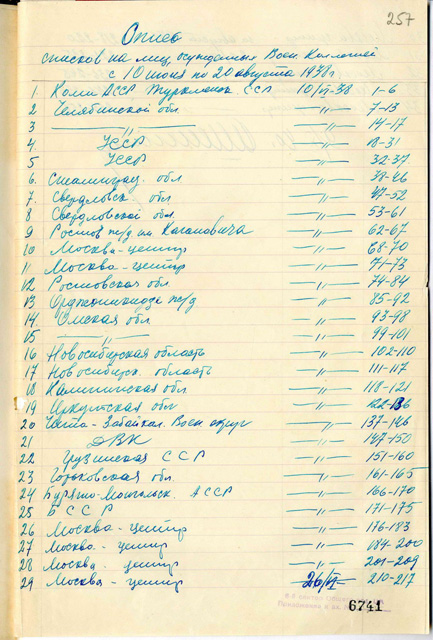 257
Опись
списков на лиц осужденных Воен. Коллегией
с 10 июня по 20 августа 1938 г
1 Коми АССР Туркменск. ССР 10/VI-38 1-6
2 Челябинской обл. —"— 7-13
3 —"— —"— 14-17
4 УССР —"— 18-31
5 УССР —"— 32-37
6. Сталинград. обл —"— 38-46
7. Свердловск. обл —"— 47-52
8 Свердловской обл. —"— 53-61
9 Ростов ж/д им Кагановича —"— 62-67
10 Москва-центр —"— 68-70
11 Москва-центр —"— 71-73
12 Ростовская обл —"— 74-84
13 Орджоникидзе ж/д —"— 85-92
14 Омская обл —"— 93-98
15 —"— —"— 99-101
16 Новосибирская область —"— 102-110
17 Новосибирск. область —"— 111-117
18 Калининская обл. —"— 118-121
19 Иркутская обл —"— 122-136
20 Чита-Забайкал. Воен округ —"— 137-146
21 ДВК —"— 147-150
22 Грузинская ССР —"— 151-160
23 Горьковская обл. —"— 161-165
24 Бурято-Монгольск. АССР —"— 166-170
25 БССР —"— 171-175
26 Москва-центр —"— 176-183
27 Москва-центр —"— 184-200
28 Москва центр —"— 201-209
29 Москва-центр 26/VI 210-217
6741